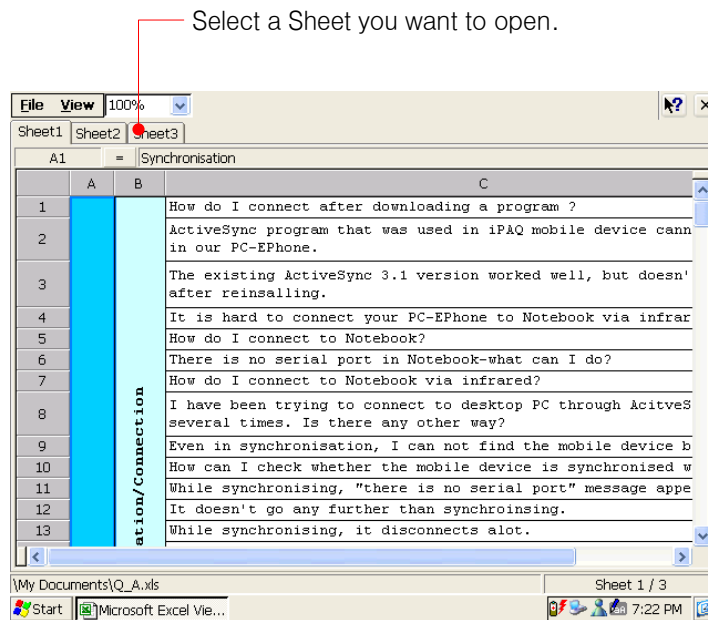 Select a Sheet you want to open.
File View 100%
Sheet1 Sheet2 Sheet3
A1 = Synchronisation
A B C
1 How do I connect after downloading a program ?
2 ActiveSync program that was used in iPAQ mobile device cann
in our PC-EPhone.
3 The existing ActiveSync 3.1 version worked well, but doesn'
after reinsalling.
4 It is hard to connect your PC-EPhone to Notebook via infrar
5 How do I connect to Notebook?
6 There is no serial port in Notebook-what can I do?
7 How do I connect to Notebook via infrared?
8 I have been trying to connect to desktop PC through AcitveS
several times. Is there any other way?
9 Even in synchronisation, I can not find the mobile device b
10 How can I check whether the mobile device is synchronised w
11 While synchronising, "there is no serial port" message appe
12 It doesn't go any further than synchroinsing.
13 While synchronising, it disconnects alot.
ation/Connection
\My Documents\Q_A.xls Sheet 1 / 3
Start Microsoft Excel Vie... 7:22 PM